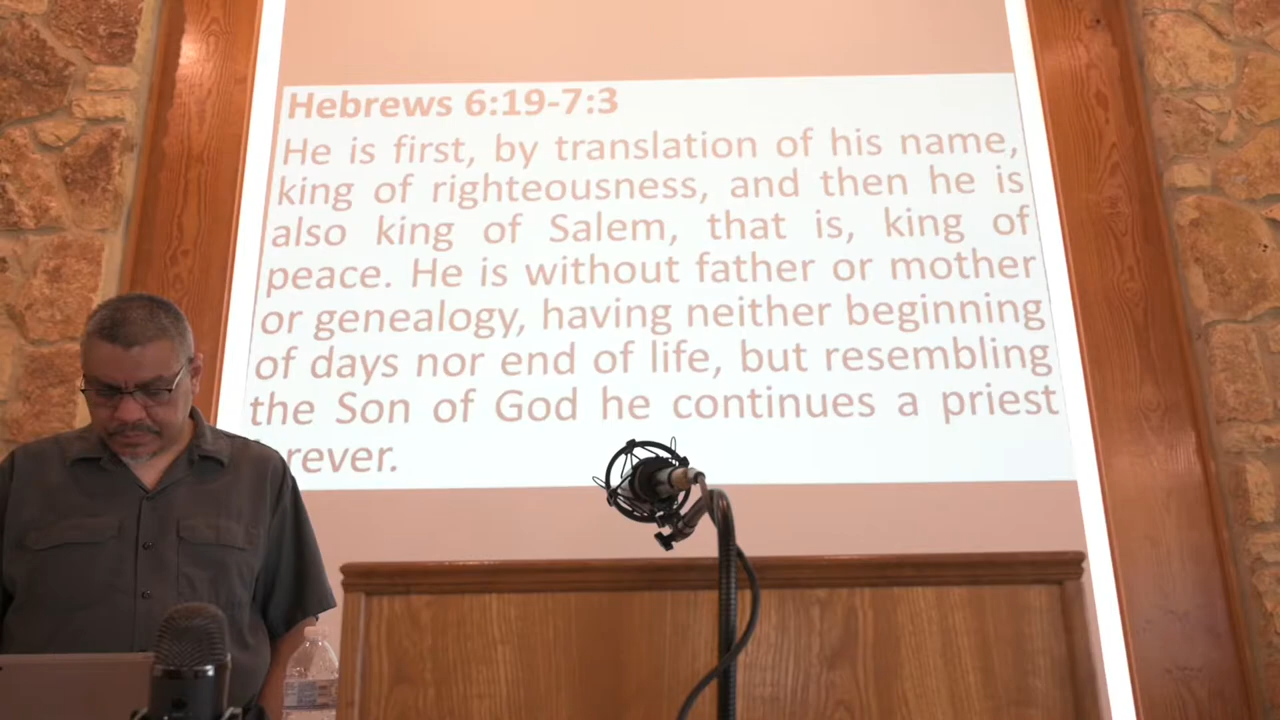 Hebrews 6:19-7:3
He is first, by translation of his name,
king of righteousness, and then he is
also king of Salem, that is, king of
peace. He is without father or mother
or genealogy, having neither beginning
of days nor end of life, but resembling
the Son of God he continues a priest
rever.